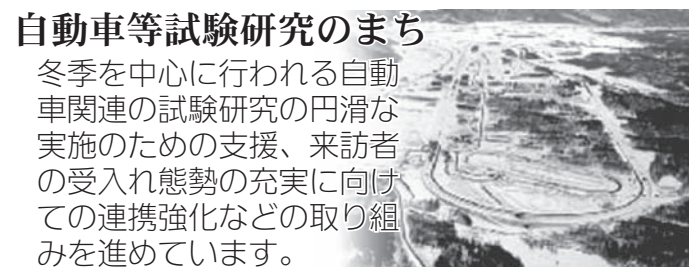 自動車等試験研究のまち
冬季を中心に行われる自動
車関連の試験研究の円滑な
実施のための支援、来訪者
の受入れ態勢の充実に向け
ての連携強化などの取り組
みを進めています。